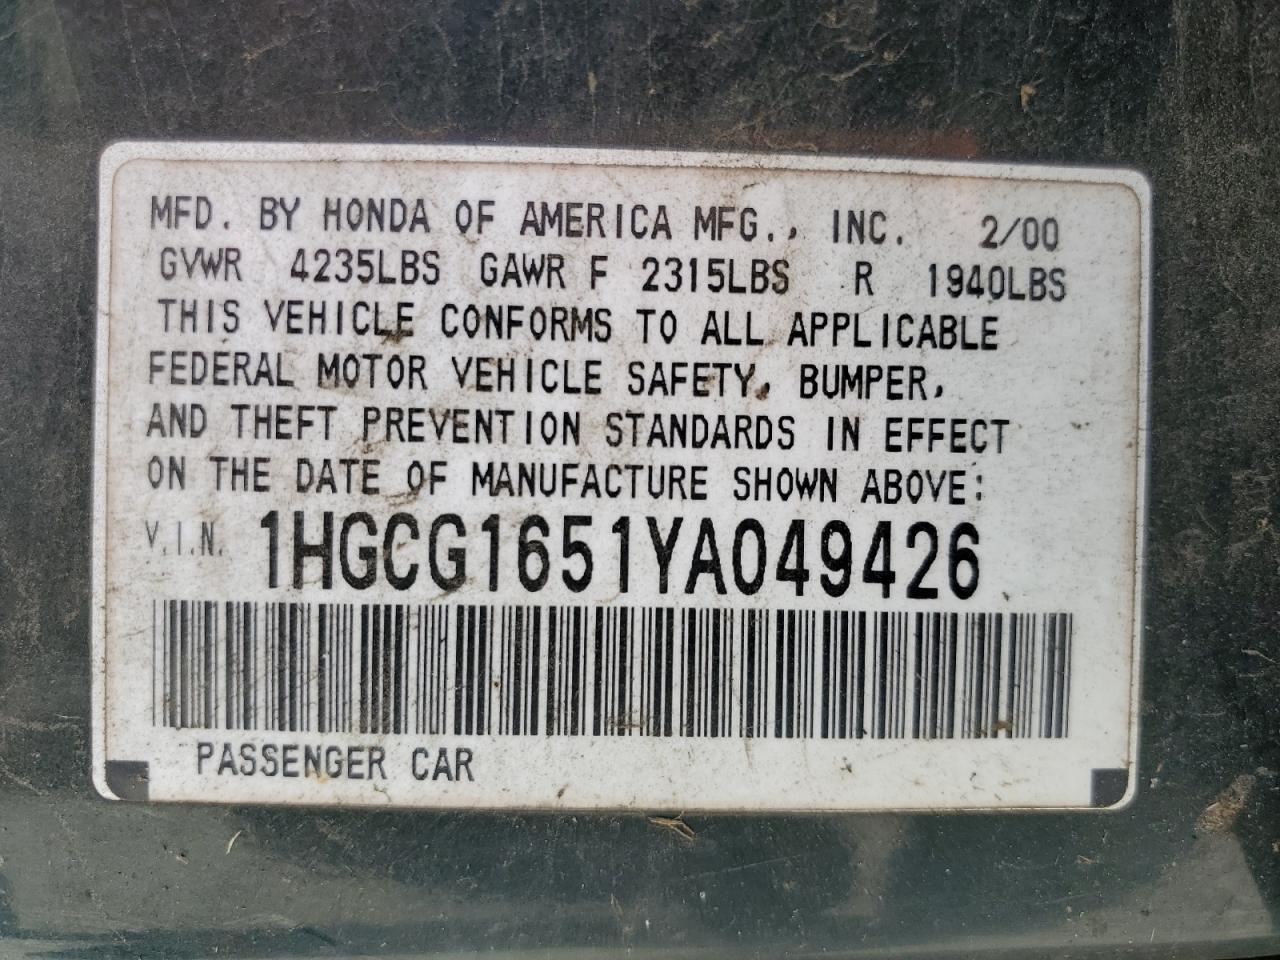 MFD. BY HONDA OF AMERICA MFG., INC. 2/00
GVWR 4235LBS GAWR F 2315LBS R 1940LBS
THIS VEHICLE CONFORMS TO ALL APPLICABLE
FEDERAL MOTOR VEHICLE SAFETY, BUMPER,
AND THEFT PREVENTION STANDARDS IN EFFECT
ON THE DATE OF MANUFACTURE SHOWN ABOVE:
V.I.N. 1HGCG1651YA049426
PASSENGER CAR